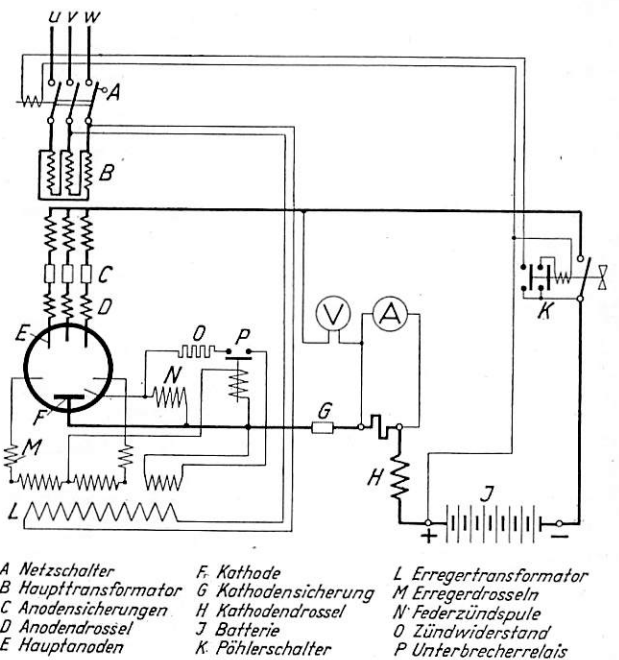 u v w
A
B
C
D
E
O P
N
F
M
L
V A
G
H
J
K
+ −
A Netzschalter
B Haupttransformator
C Anodensicherungen
D Anodendrossel
E Hauptanoden
F Kathode
G Kathodensicherung
H Kathodendrossel
J Batterie
K Pöhlerschalter
L Erregertransformator
M Erregerdrosseln
N Federzündspule
O Zündwiderstand
P Unterbrecherrelais